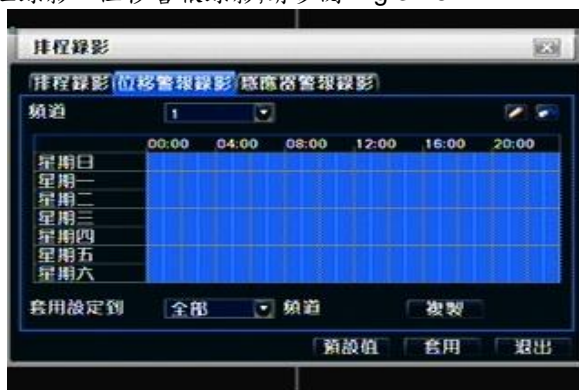 排程錄影
排程錄影 位移警報錄影 感應器警報錄影
頻道 1
00:00 04:00 08:00 12:00 16:00 20:00
星期日
星期一
星期二
星期三
星期四
星期五
星期六
套用設定到 全部 頻道 複製
預設值 套用 退出